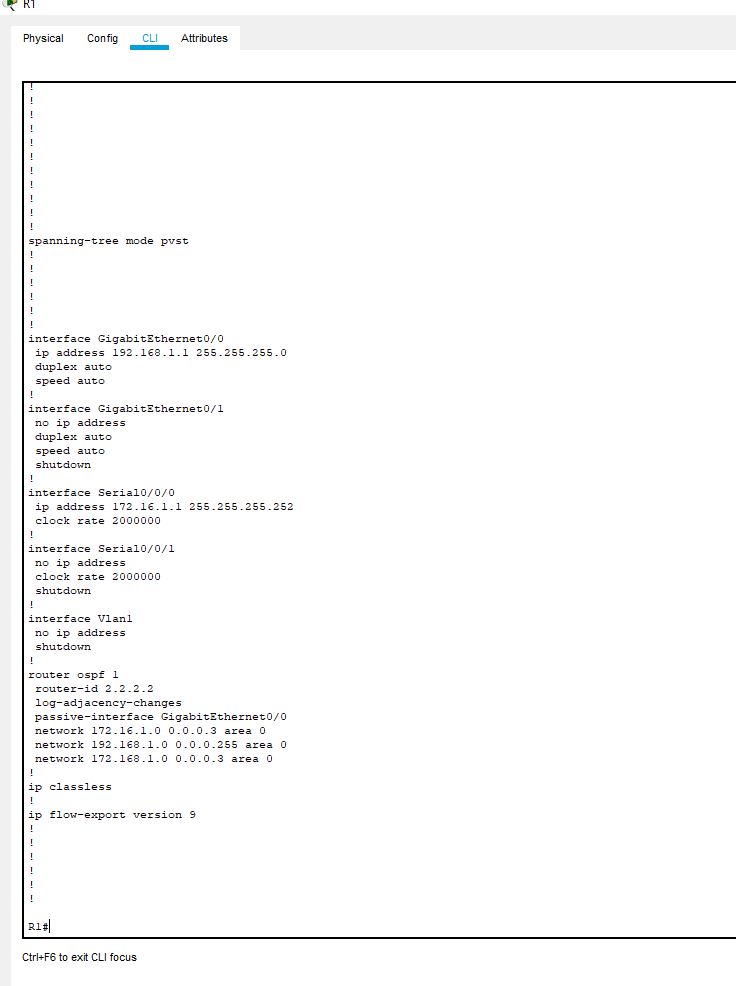 R1
Physical Config CLI Attributes
!
!
!
!
!
!
!
!
!
!
!
spanning-tree mode pvst
!
!
!
!
!
!
interface GigabitEthernet0/0
ip address 192.168.1.1 255.255.255.0
duplex auto
speed auto
!
interface GigabitEthernet0/1
no ip address
duplex auto
speed auto
shutdown
!
interface Serial0/0/0
ip address 172.16.1.1 255.255.255.252
clock rate 2000000
!
interface Serial0/0/1
no ip address
clock rate 2000000
shutdown
!
interface Vlan1
no ip address
shutdown
!
router ospf 1
router-id 2.2.2.2
log-adjacency-changes
passive-interface GigabitEthernet0/0
network 172.16.1.0 0.0.0.3 area 0
network 192.168.1.0 0.0.0.255 area 0
network 172.168.1.0 0.0.0.3 area 0
!
ip classless
!
ip flow-export version 9
!
!
!
!
!
!
R1#
Ctrl+F6 to exit CLI focus